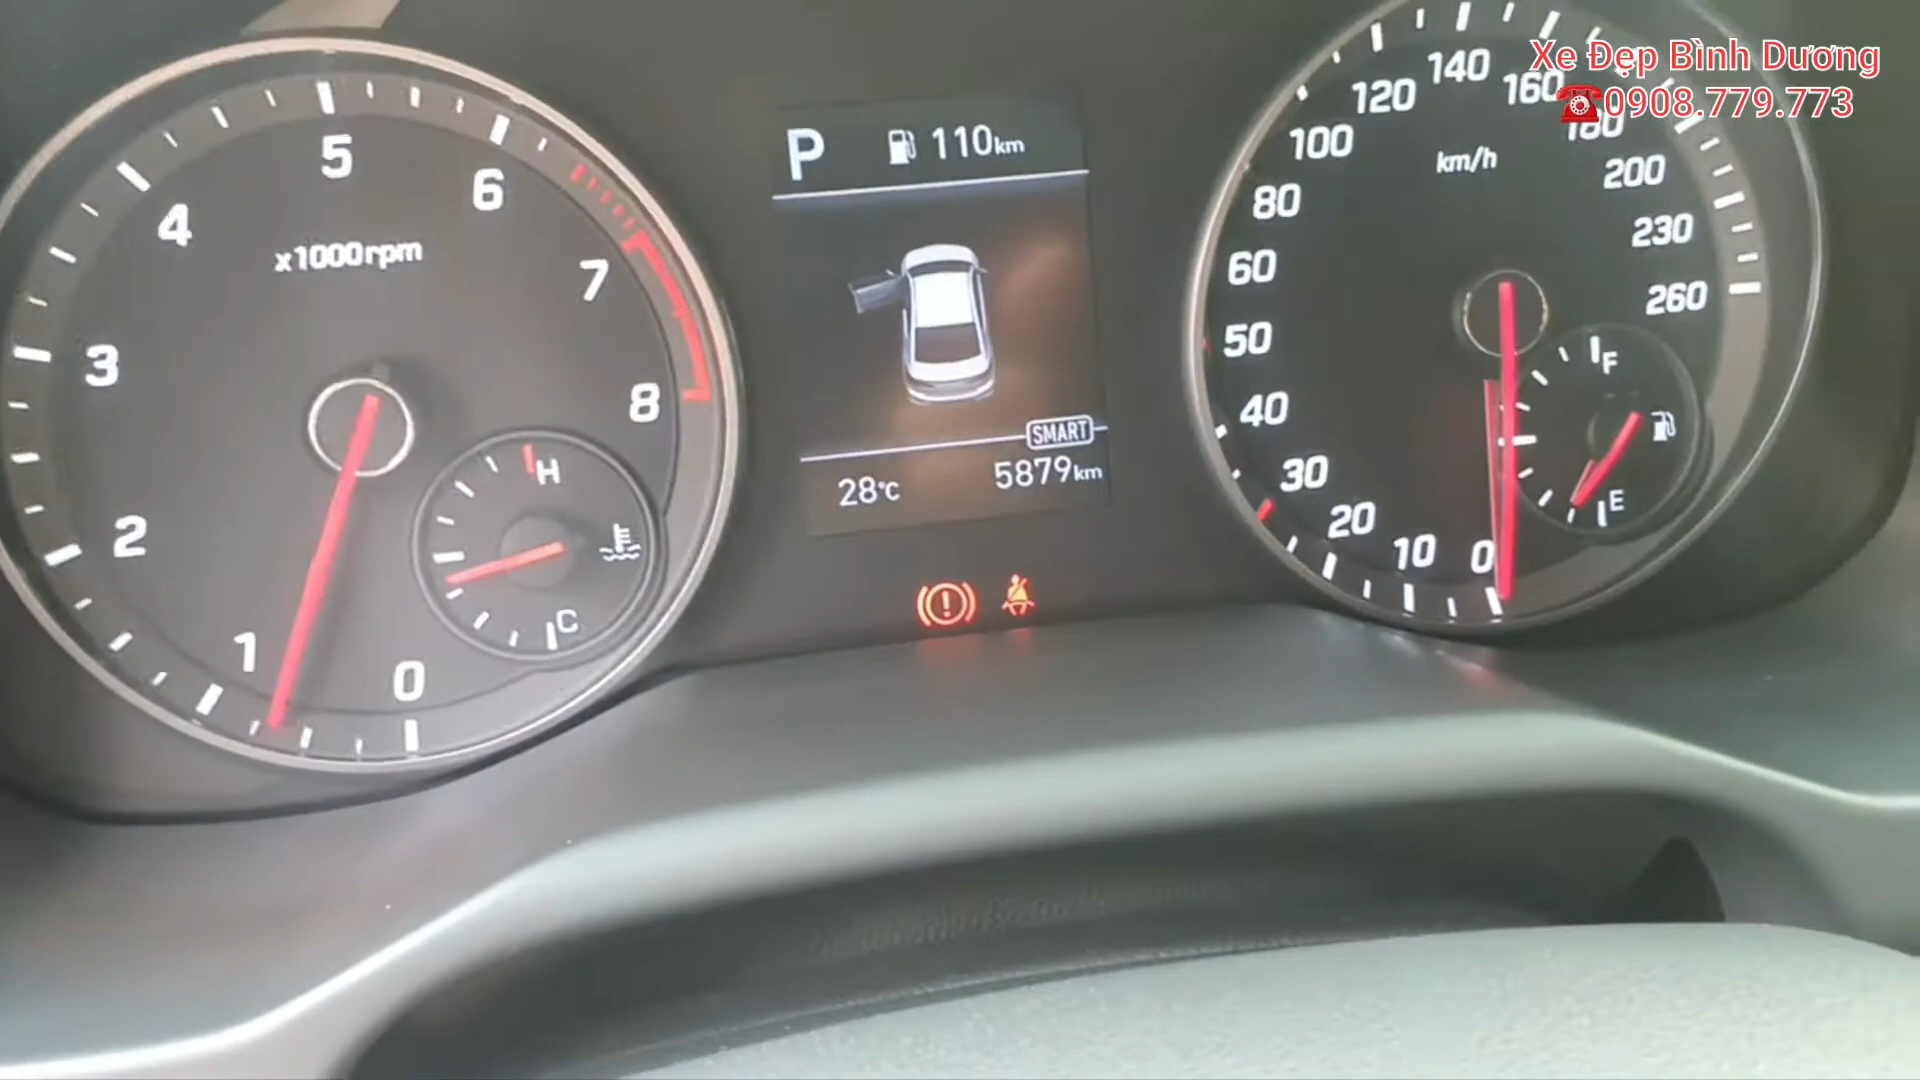 Xe Đẹp Bình Dương
☎0908.779.773
0
1
2
3
4
5
6
7
8
x1000rpm
H
C
P 110km
SMART
28°C 5879km
0
10
20
30
40
50
60
80
100
120
140
160
180
200
230
260
km/h
F
E